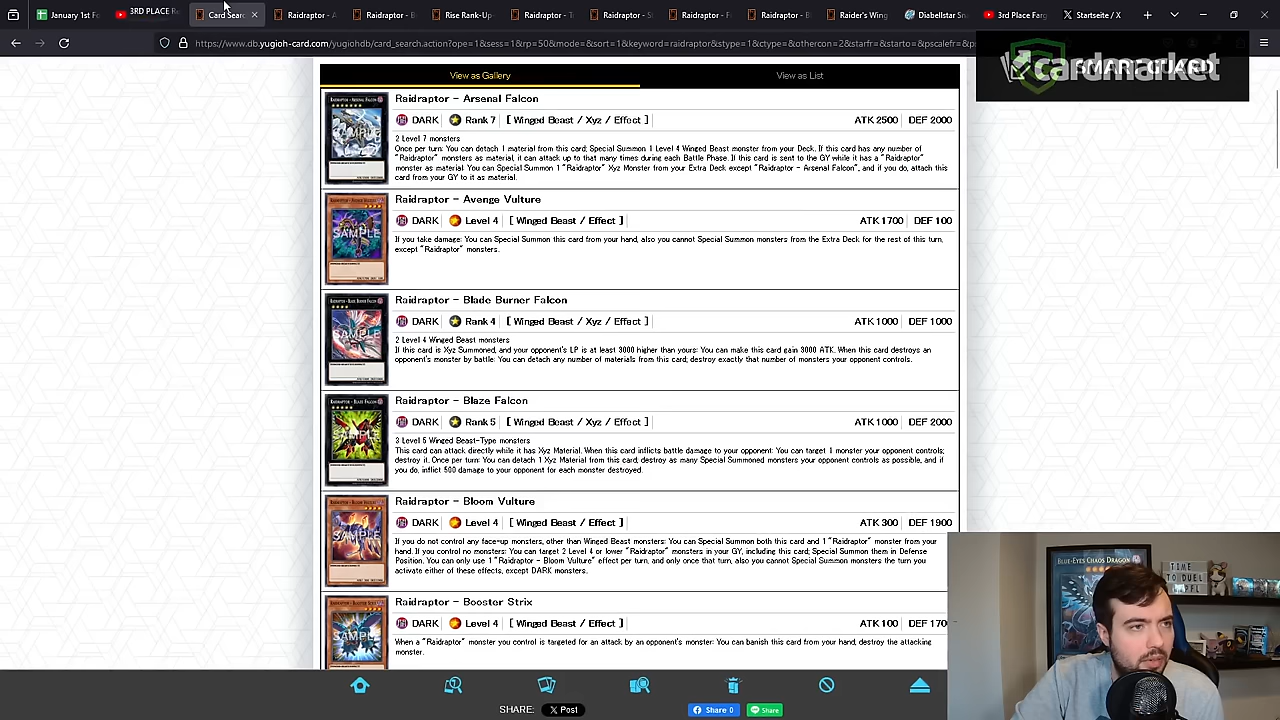 January 1st F
3RD PLACE Ra
Card Searc
Raidraptor - A
Raidraptor - B
Rise Rank-Up-
Raidraptor - T
Raidraptor - S
Raidraptor - W
Raider's Wing
Diabellstar Sna
3rd Place Farg
Startseite / X
https://www.db.yugioh-card.com/yugiohdb/card_search.action?ope=1&sess=1&rp=50&mode=&sort=1&keyword=raidraptor&stype=1&ctype=&othercon=2&starfr=&starto=&pscalefr=&p
cardmarket
View as Gallery
View as List
Raidraptor - Arsenal Falcon
DARK Rank 7 [ Winged Beast / Xyz / Effect ] ATK 2500 DEF 2000
2 Level 7 monsters
Once per turn: You can detach 1 material from this card; Special Summon 1 Level 4 Winged Beast monster from your Deck. If this card has any number of
"Raidraptor" monsters as material, it can attack up to that many times during each Battle Phase. If this card is sent to the GY while it has a "Raidraptor"
monster as material: You can Special Summon 1 "Raidraptor" Xyz Monster from your Extra Deck, except "Raidraptor - Arsenal Falcon", and if you do, attach this
card from your GY to it as material.
SAMPLE
Raidraptor - Avenge Vulture
DARK Level 4 [ Winged Beast / Effect ] ATK 1700 DEF 100
If you take damage: You can Special Summon this card from your hand, also you cannot Special Summon monsters from the Extra Deck for the rest of this turn,
except "Raidraptor" monsters.
SAMPLE
Raidraptor - Blade Burner Falcon
DARK Rank 4 [ Winged Beast / Xyz / Effect ] ATK 1000 DEF 1000
2 Level 4 Winged Beast monsters
If this card is Xyz Summoned, and your opponent's LP is at least 3000 higher than yours: You can make this card gain 3000 ATK. When this card destroys an
opponent's monster by battle: You can detach any number of materials from this card; destroy exactly that number of monsters your opponent controls.
SAMPLE
Raidraptor - Blaze Falcon
DARK Rank 5 [ Winged Beast / Xyz / Effect ] ATK 1000 DEF 2000
3 Level 5 Winged Beast-Type monsters
This card can attack directly while it has Xyz Material. When this card inflicts battle damage to your opponent: You can target 1 monster your opponent controls;
destroy it. Once per turn: You can detach 1 Xyz Material from this card; destroy as many Special Summoned monsters your opponent controls as possible, and if
you do, inflict 500 damage to your opponent for each monster destroyed.
SAMPLE
Raidraptor - Bloom Vulture
DARK Level 4 [ Winged Beast / Effect ] ATK 300 DEF 1900
If you do not control any face-up monsters, other than Winged Beast monsters: You can Special Summon both this card and 1 "Raidraptor" monster from your
hand. If you control no monsters: You can target 2 Level 4 or lower "Raidraptor" monsters in your GY, including this card; Special Summon them in Defense
Position. You can only use 1 "Raidraptor - Bloom Vulture" effect per turn, and only once that turn, also you cannot Special Summon monsters the turn you
activate either of these effects, except DARK monsters.
SAMPLE
Raidraptor - Booster Strix
DARK Level 4 [ Winged Beast / Effect ] ATK 100 DEF 170
When a "Raidraptor" monster you control is targeted for an attack by an opponent's monster: You can banish this card from your hand; destroy the attacking
monster.
SAMPLE
BLUE-EYES CHAOS DRAGON
TIME
TO DUEL
SHARE:
Post
Share 0
Share